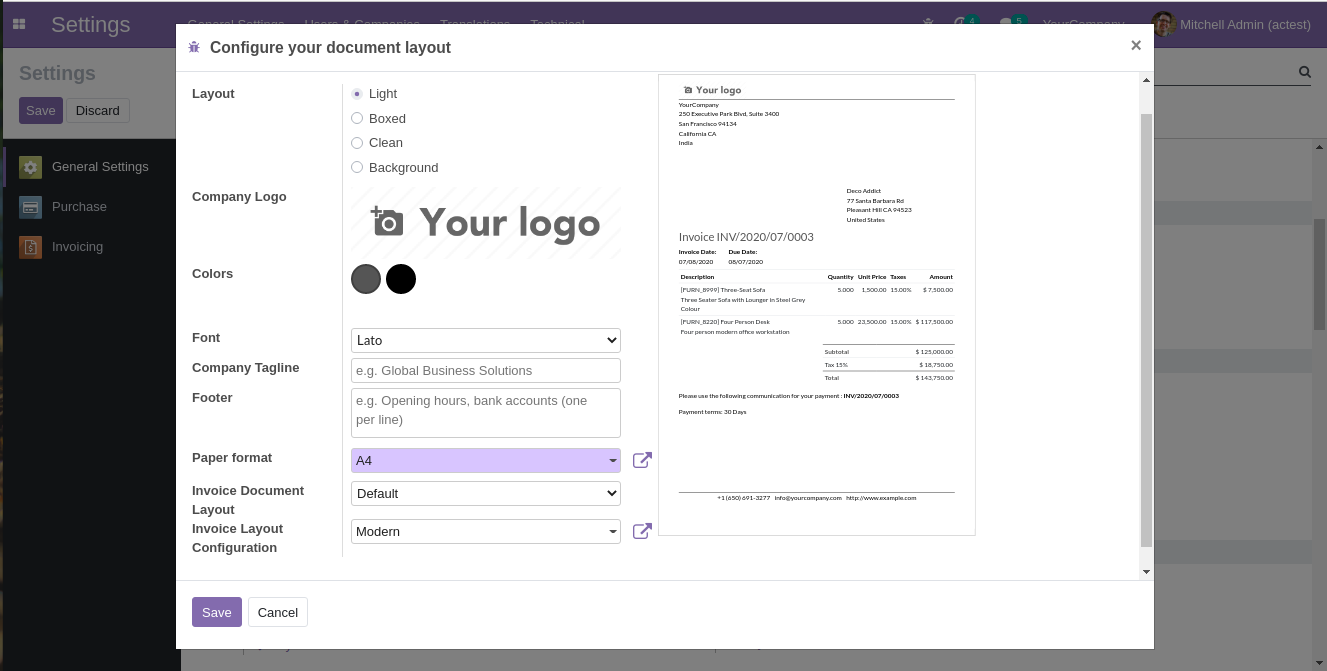 Settings
General Settings Users & Companies Translations Technical
4
5
YourCompany
Mitchell Admin (actest)
Settings
Save
Discard
General Settings
Purchase
Invoicing
Configure your document layout
×
Layout
Light
Boxed
Clean
Background
Company Logo
Your logo
Colors
Font
Lato
Company Tagline
e.g. Global Business Solutions
Footer
e.g. Opening hours, bank accounts (one
per line)
Paper format
A4
Invoice Document
Layout
Default
Invoice Layout
Configuration
Modern
Your logo
YourCompany
250 Executive Park Blvd, Suite 3400
San Francisco 94134
California CA
India
Deco Addict
77 Santa Barbara Rd
Pleasant Hill CA 94523
United States
Invoice INV/2020/07/0003
Invoice Date: Due Date:
07/08/2020 08/07/2020
Description Quantity Unit Price Taxes Amount
[FURN_8999] Three-Seat Sofa 5.000 1,500.00 15.00% $ 7,500.00
Three Seater Sofa with Lounger in Steel Grey
Colour
[FURN_8220] Four Person Desk 5.000 23,500.00 15.00% $ 117,500.00
Four person modern office workstation
Subtotal $ 125,000.00
Tax 15% $ 18,750.00
Total $ 143,750.00
Please use the following communication for your payment : INV/2020/07/0003
Payment terms: 30 Days
+1 (650) 691-3277 info@yourcompany.com http://www.example.com
Save
Cancel